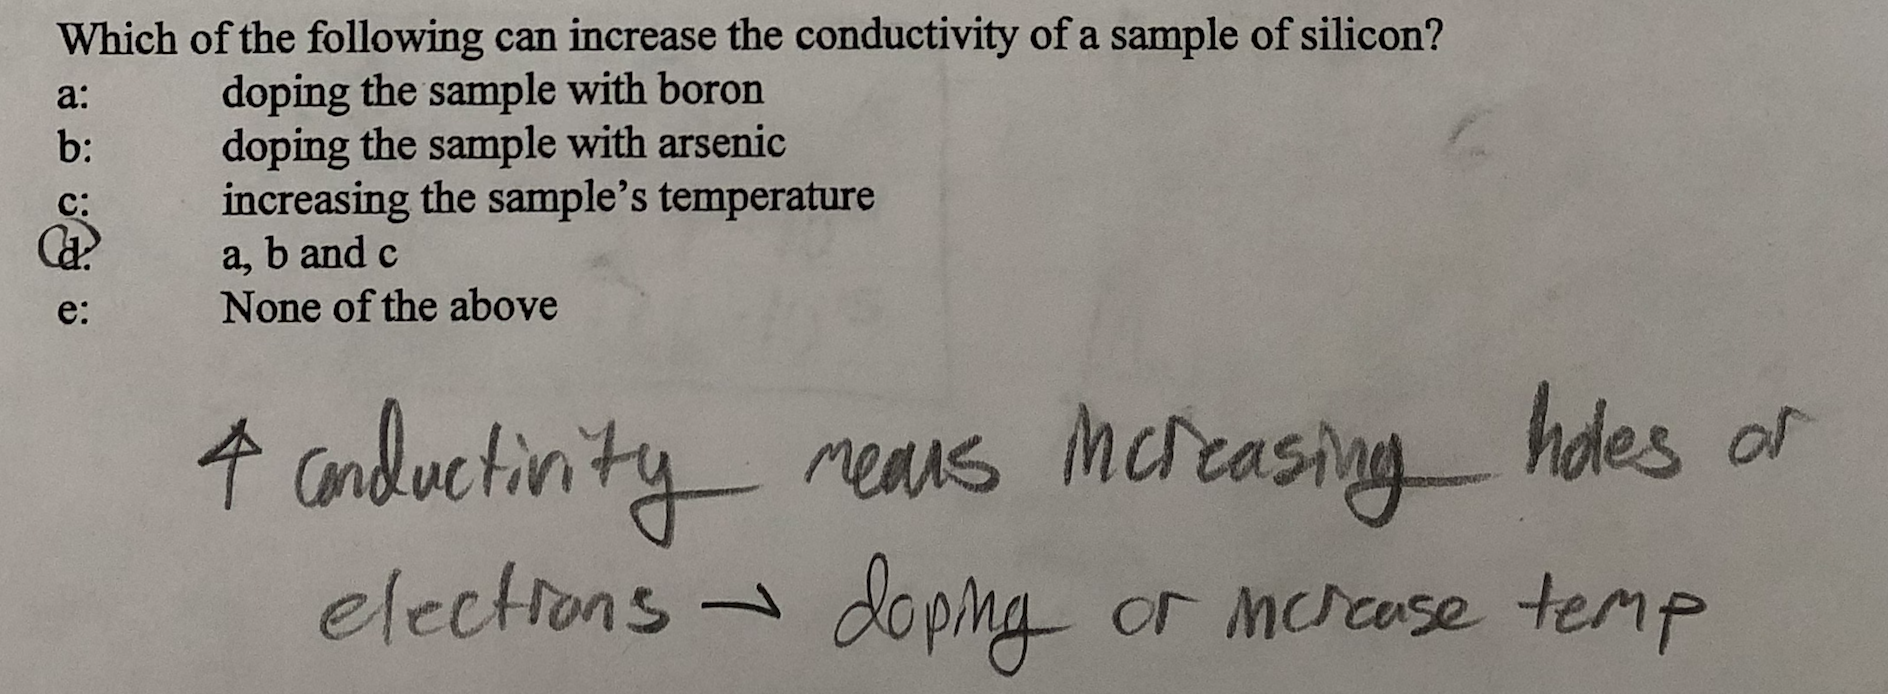 Which of the following can increase the conductivity of a sample of silicon?
a: doping the sample with boron
b: doping the sample with arsenic
c: increasing the sample's temperature
d: a, b and c
e: None of the above
↑ conductivity means increasing holes or
electrons → doping or increase temp